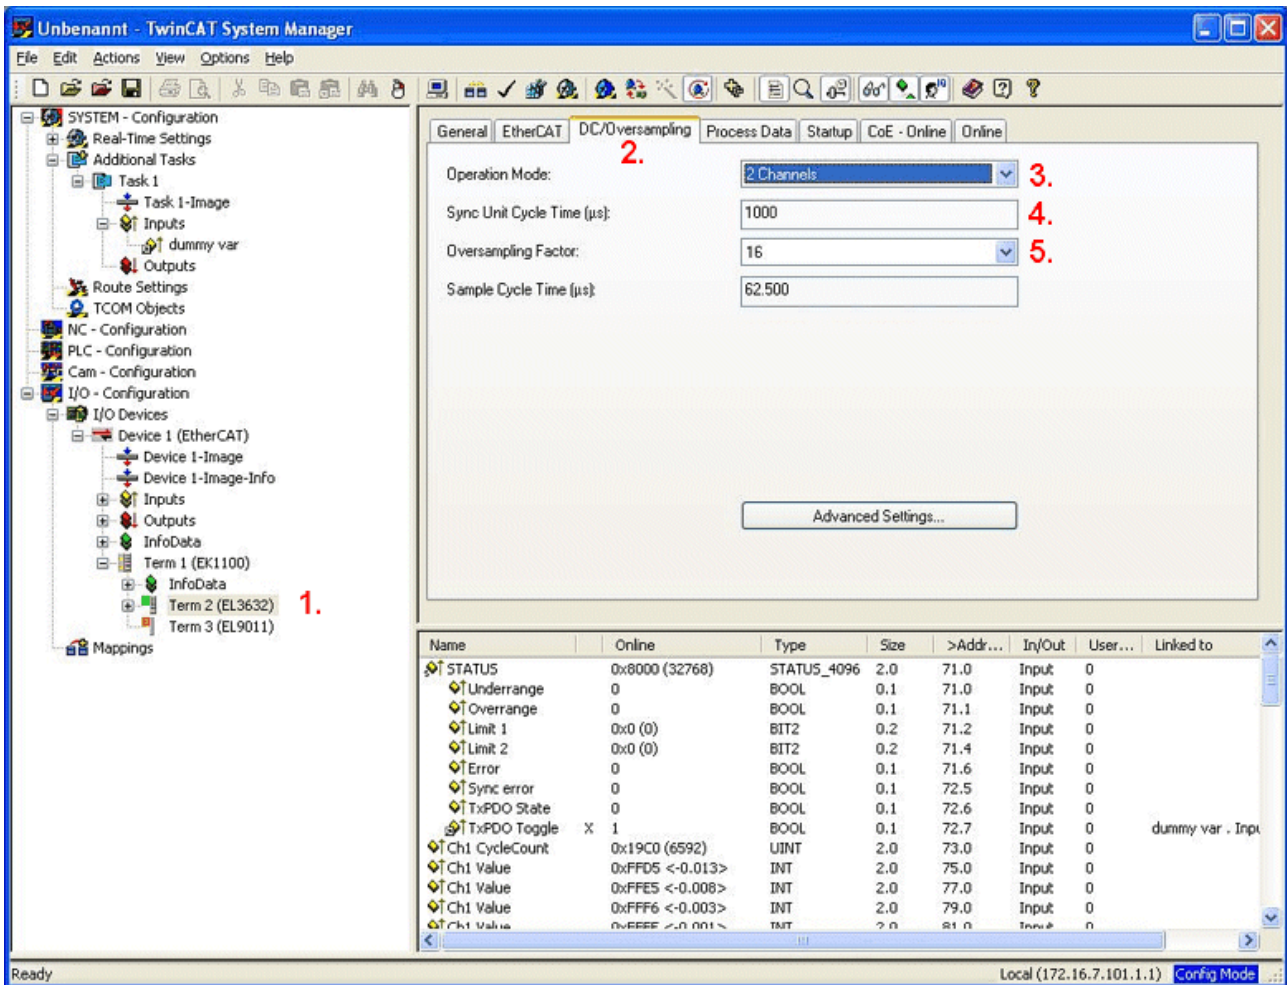 Unbenannt - TwinCAT System Manager
File Edit Actions View Options Help
SYSTEM - Configuration
Real-Time Settings
Additional Tasks
Task 1
Task 1-Image
Inputs
dummy var
Outputs
Route Settings
TCOM Objects
NC - Configuration
PLC - Configuration
Cam - Configuration
I/O - Configuration
I/O Devices
Device 1 (EtherCAT)
Device 1-Image
Device 1-Image-Info
Inputs
Outputs
InfoData
Term 1 (EK1100)
InfoData
Term 2 (EL3632) 1.
Term 3 (EL9011)
Mappings
General EtherCAT DC/Oversampling Process Data Startup CoE - Online Online
2.
Operation Mode: 2 Channels 3.
Sync Unit Cycle Time (µs): 1000 4.
Oversampling Factor: 16 5.
Sample Cycle Time (µs): 62.500
Advanced Settings...
Name Online Type Size >Addr... In/Out User... Linked to
STATUS 0x8000 (32768) STATUS_4096 2.0 71.0 Input 0
Underrange 0 BOOL 0.1 71.0 Input 0
Overrange 0 BOOL 0.1 71.1 Input 0
Limit 1 0x0 (0) BIT2 0.2 71.2 Input 0
Limit 2 0x0 (0) BIT2 0.2 71.4 Input 0
Error 0 BOOL 0.1 71.6 Input 0
Sync error 0 BOOL 0.1 72.5 Input 0
TxPDO State 0 BOOL 0.1 72.6 Input 0
TxPDO Toggle X 1 BOOL 0.1 72.7 Input 0 dummy var . Inpu
Ch1 CycleCount 0x19C0 (6592) UINT 2.0 73.0 Input 0
Ch1 Value 0xFFD5 <-0.013> INT 2.0 75.0 Input 0
Ch1 Value 0xFFE5 <-0.008> INT 2.0 77.0 Input 0
Ch1 Value 0xFFF6 <-0.003> INT 2.0 79.0 Input 0
Ch1 Value INT 2.0 81.0 Input 0
Ready Local (172.16.7.101.1.1) Config Mode